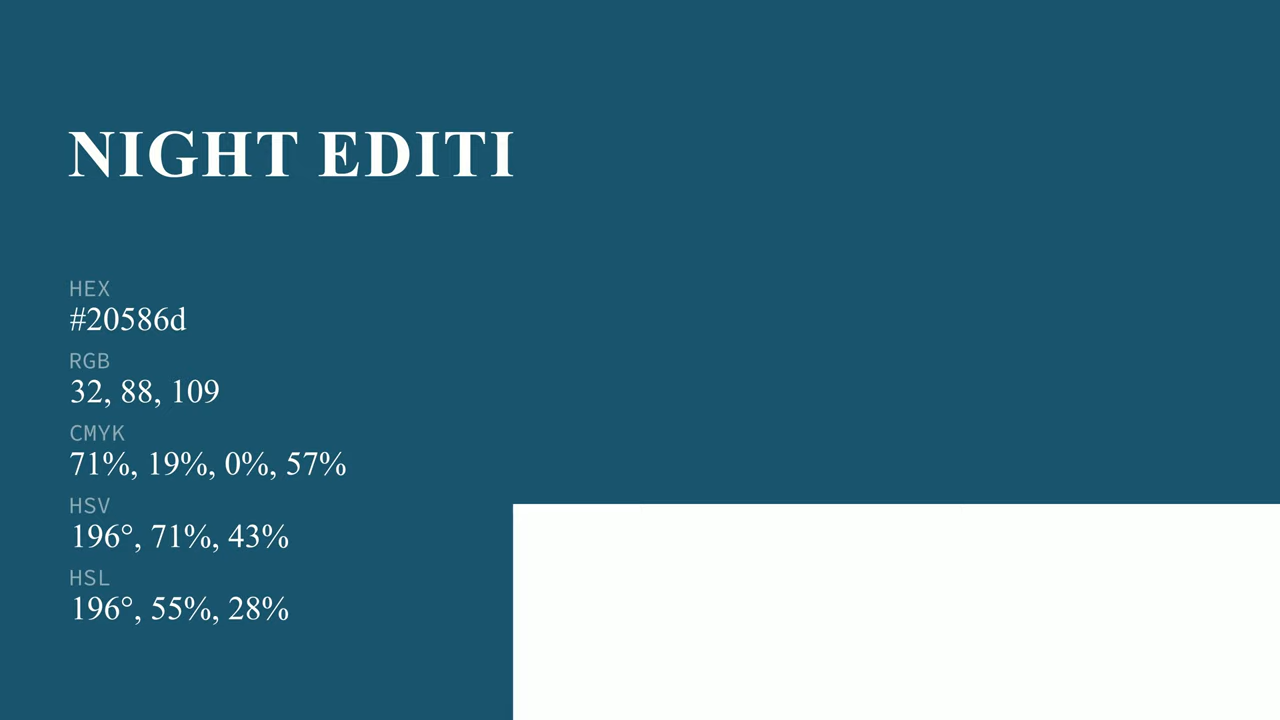 NIGHT EDITI
HEX
#20586d
RGB
32, 88, 109
CMYK
71%, 19%, 0%, 57%
HSV
196°, 71%, 43%
HSL
196°, 55%, 28%